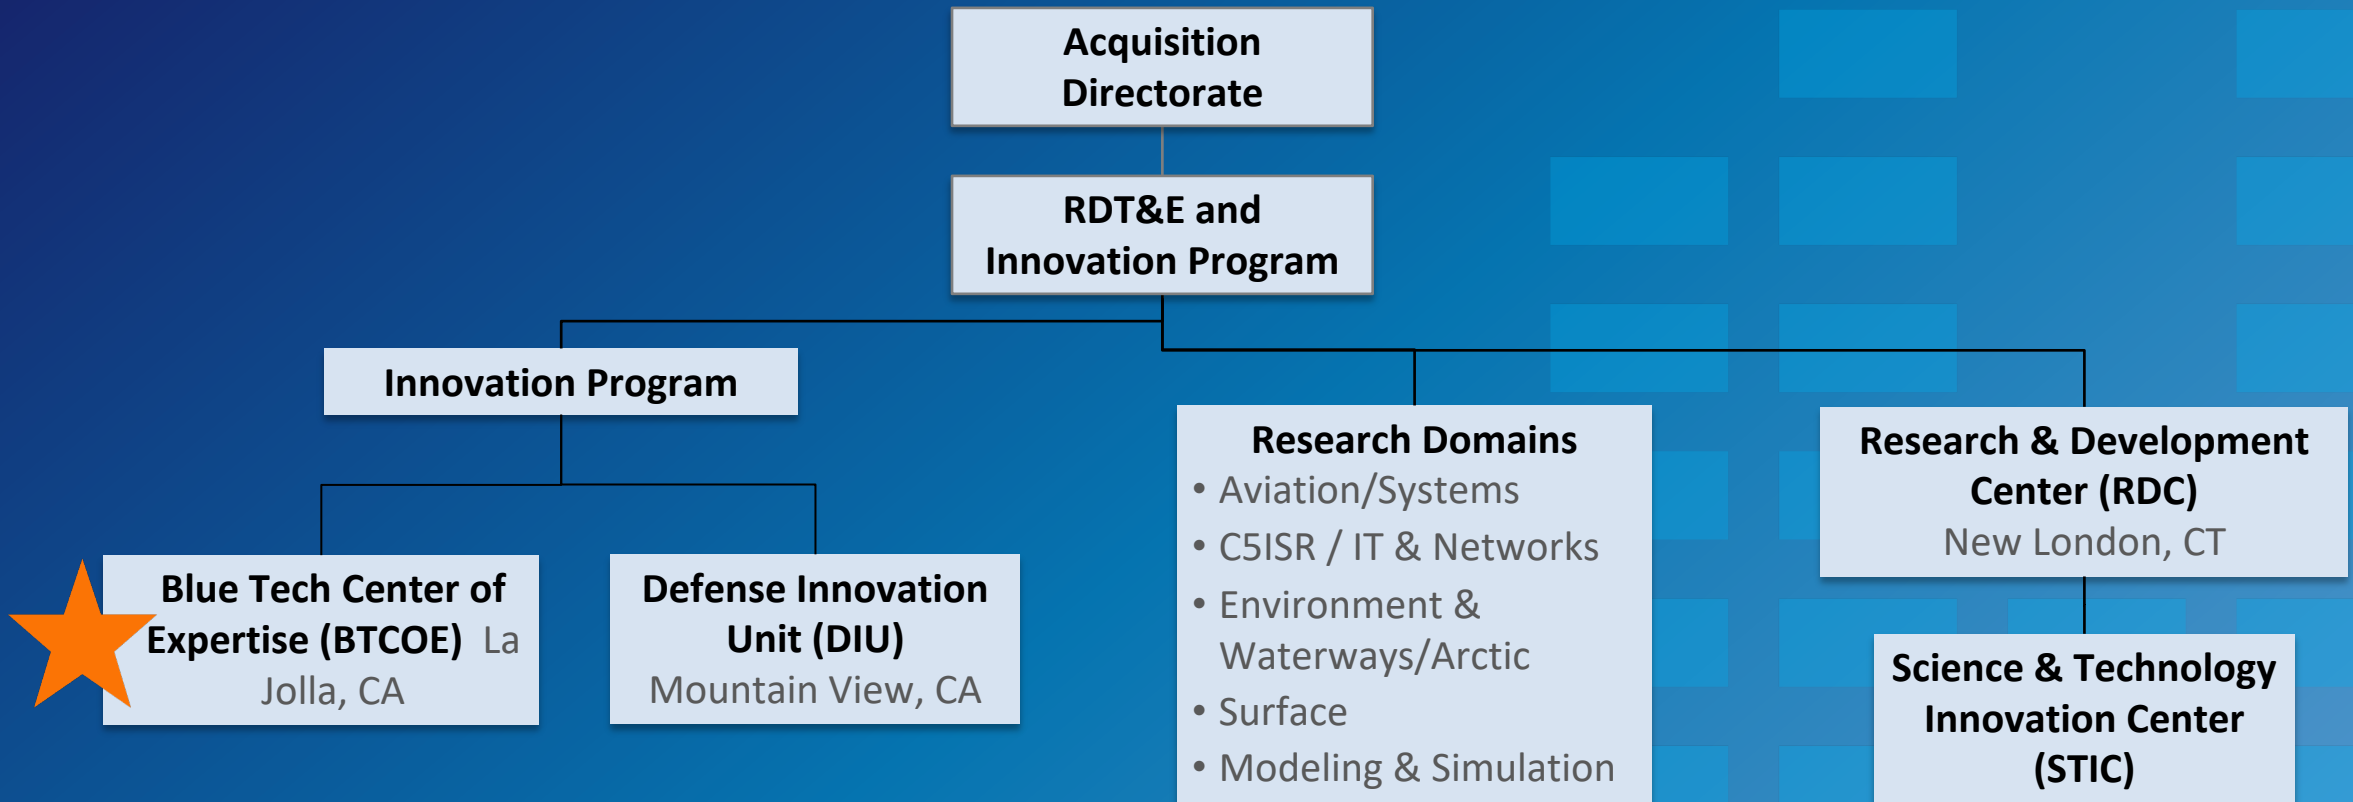 Acquisition
Directorate
RDT&E and
Innovation Program
Innovation Program
Blue Tech Center of
Expertise (BTCOE) La
Jolla, CA
Defense Innovation
Unit (DIU)
Mountain View, CA
Research Domains
• Aviation/Systems
• C5ISR / IT & Networks
• Environment &
Waterways/Arctic
• Surface
• Modeling & Simulation
Research & Development
Center (RDC)
New London, CT
Science & Technology
Innovation Center
(STIC)